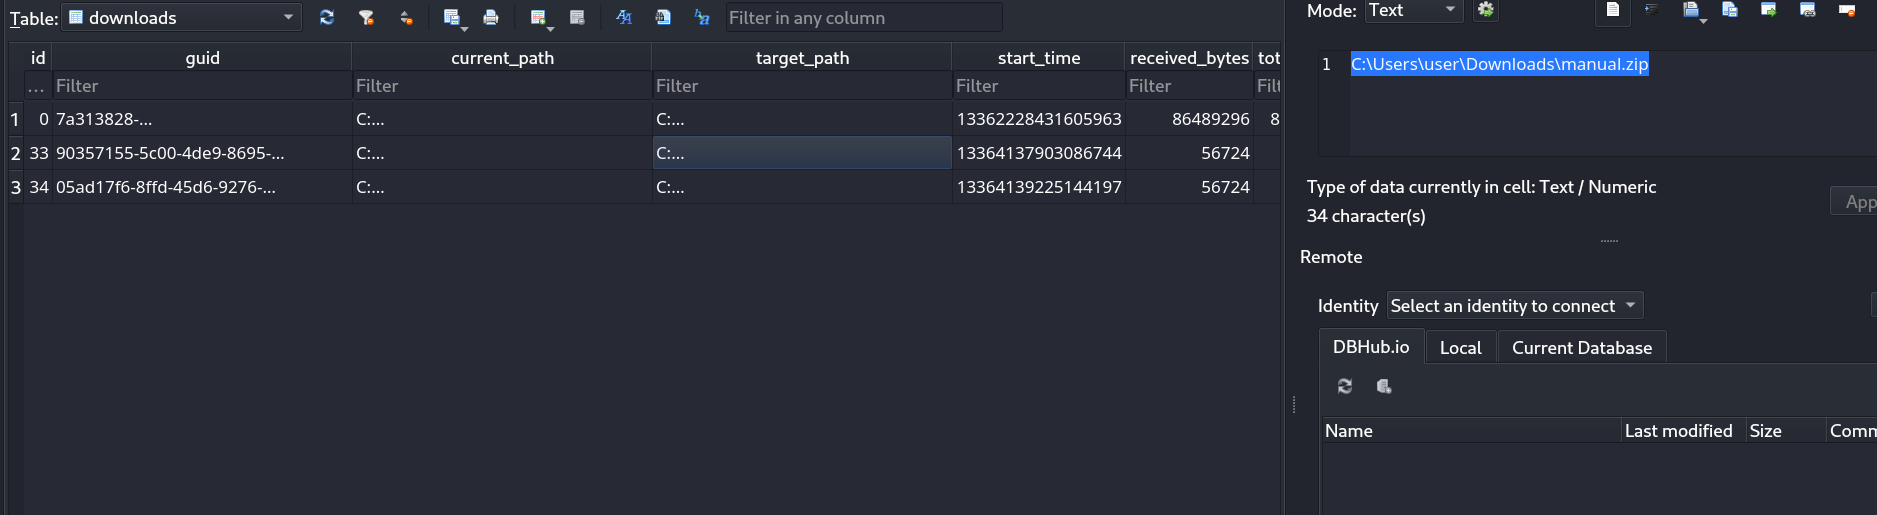 Table: downloads Filter in any column
id guid current_path target_path start_time received_bytes tot
... Filter Filter Filter Filter Filter Filt
1 0 7a313828-... C:... C:... 13362228431605963 86489296 8
2 33 90357155-5c00-4de9-8695-... C:... C:... 13364137903086744 56724
3 34 05ad17f6-8ffd-45d6-9276-... C:... C:... 13364139225144197 56724
Mode: Text
1 C:\Users\user\Downloads\manual.zip
Type of data currently in cell: Text / Numeric
34 character(s)
App
Remote
Identity Select an identity to connect
DBHub.io Local Current Database
Name Last modified Size Comm